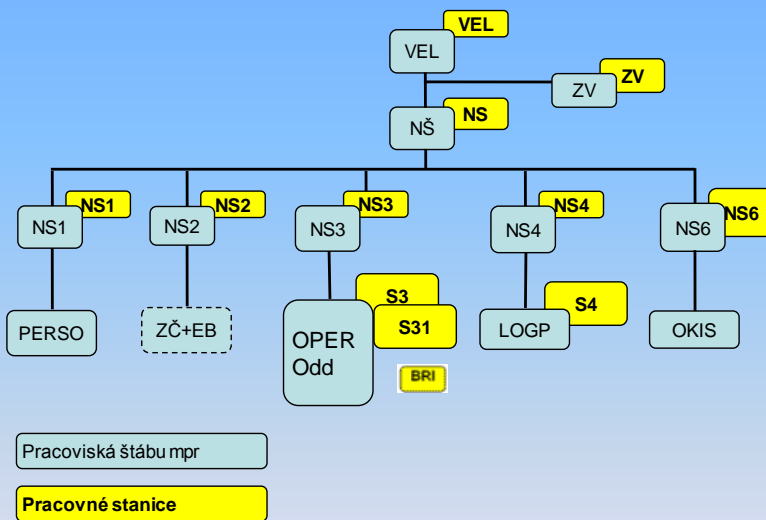 VEL
VEL
ZV
ZV
NS
NŠ
NS1
NS1
NS2
NS2
NS3
NS3
NS4
NS4
NS6
NS6
PERSO
ZČ+EB
S3
S31
OPER
Odd
BRI
S4
LOGP
OKIS
Pracoviská štábu mpr
Pracovné stanice